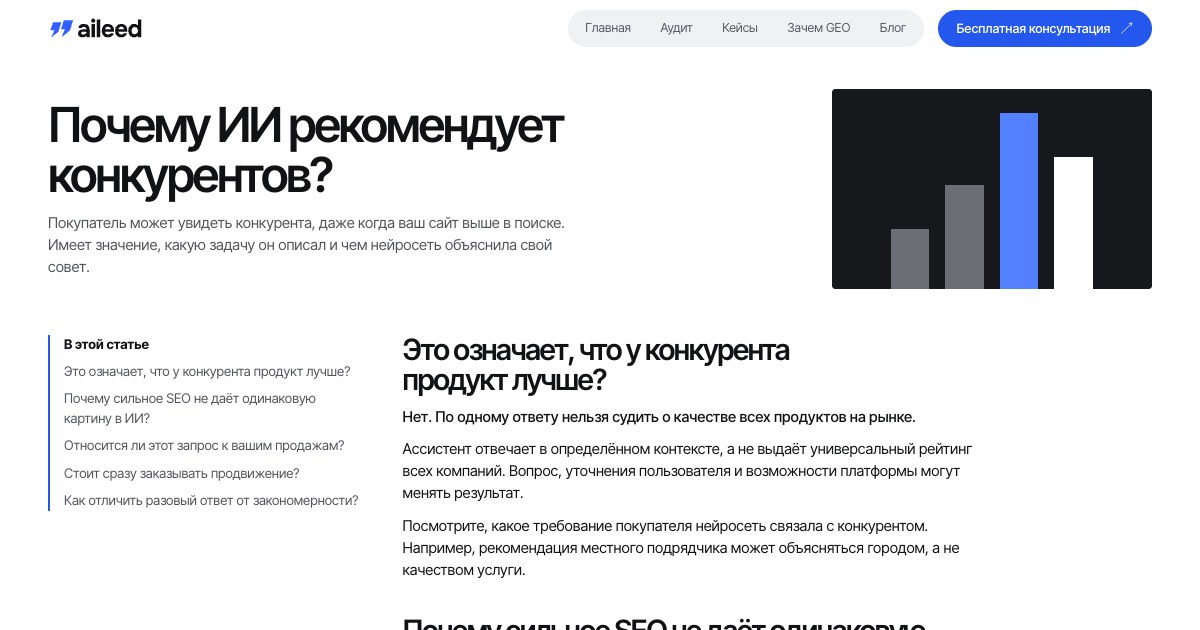 aileed
Главная Аудит Кейсы Зачем GEO Блог
Бесплатная консультация
Почему ИИ рекомендует
конкурентов?
Покупатель может увидеть конкурента, даже когда ваш сайт выше в поиске.
Имеет значение, какую задачу он описал и чем нейросеть объяснила свой
совет.
В этой статье
Это означает, что у конкурента продукт лучше?
Почему сильное SEO не даёт одинаковую
картину в ИИ?
Относится ли этот запрос к вашим продажам?
Стоит сразу заказывать продвижение?
Как отличить разовый ответ от закономерности?
Это означает, что у конкурента
продукт лучше?
Нет. По одному ответу нельзя судить о качестве всех продуктов на рынке.
Ассистент отвечает в определённом контексте, а не выдаёт универсальный рейтинг
всех компаний. Вопрос, уточнения пользователя и возможности платформы могут
менять результат.
Посмотрите, какое требование покупателя нейросеть связала с конкурентом.
Например, рекомендация местного подрядчика может объясняться городом, а не
качеством услуги.
Почему сильное SEO не даёт одинаковую